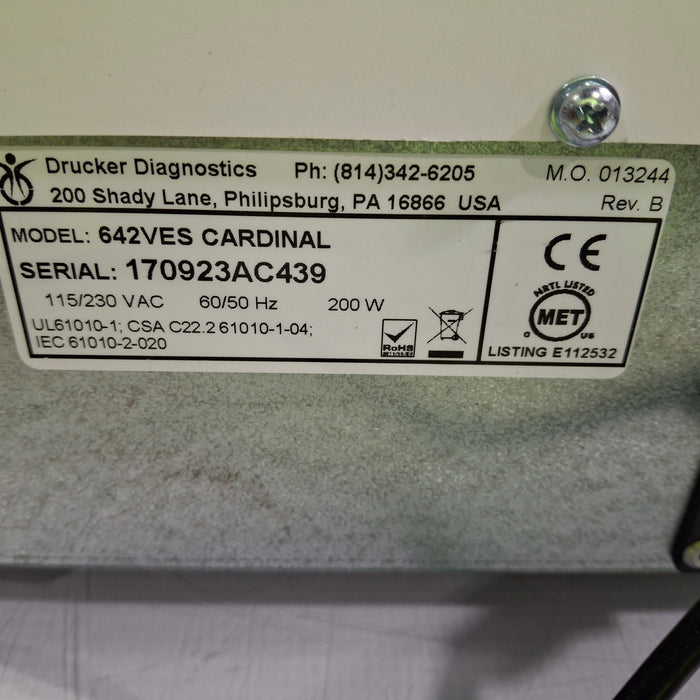 Drucker Diagnostics Ph: (814)342-6205 M.O. 013244
200 Shady Lane, Philipsburg, PA 16866 USA Rev. B
MODEL: 642VES CARDINAL
SERIAL: 170923AC439
115/230 VAC 60/50 Hz 200 W
UL61010-1; CSA C22.2 61010-1-04;
IEC 61010-2-020
RoHS
CE
NRTL LISTED
MET
C US
LISTING E112532